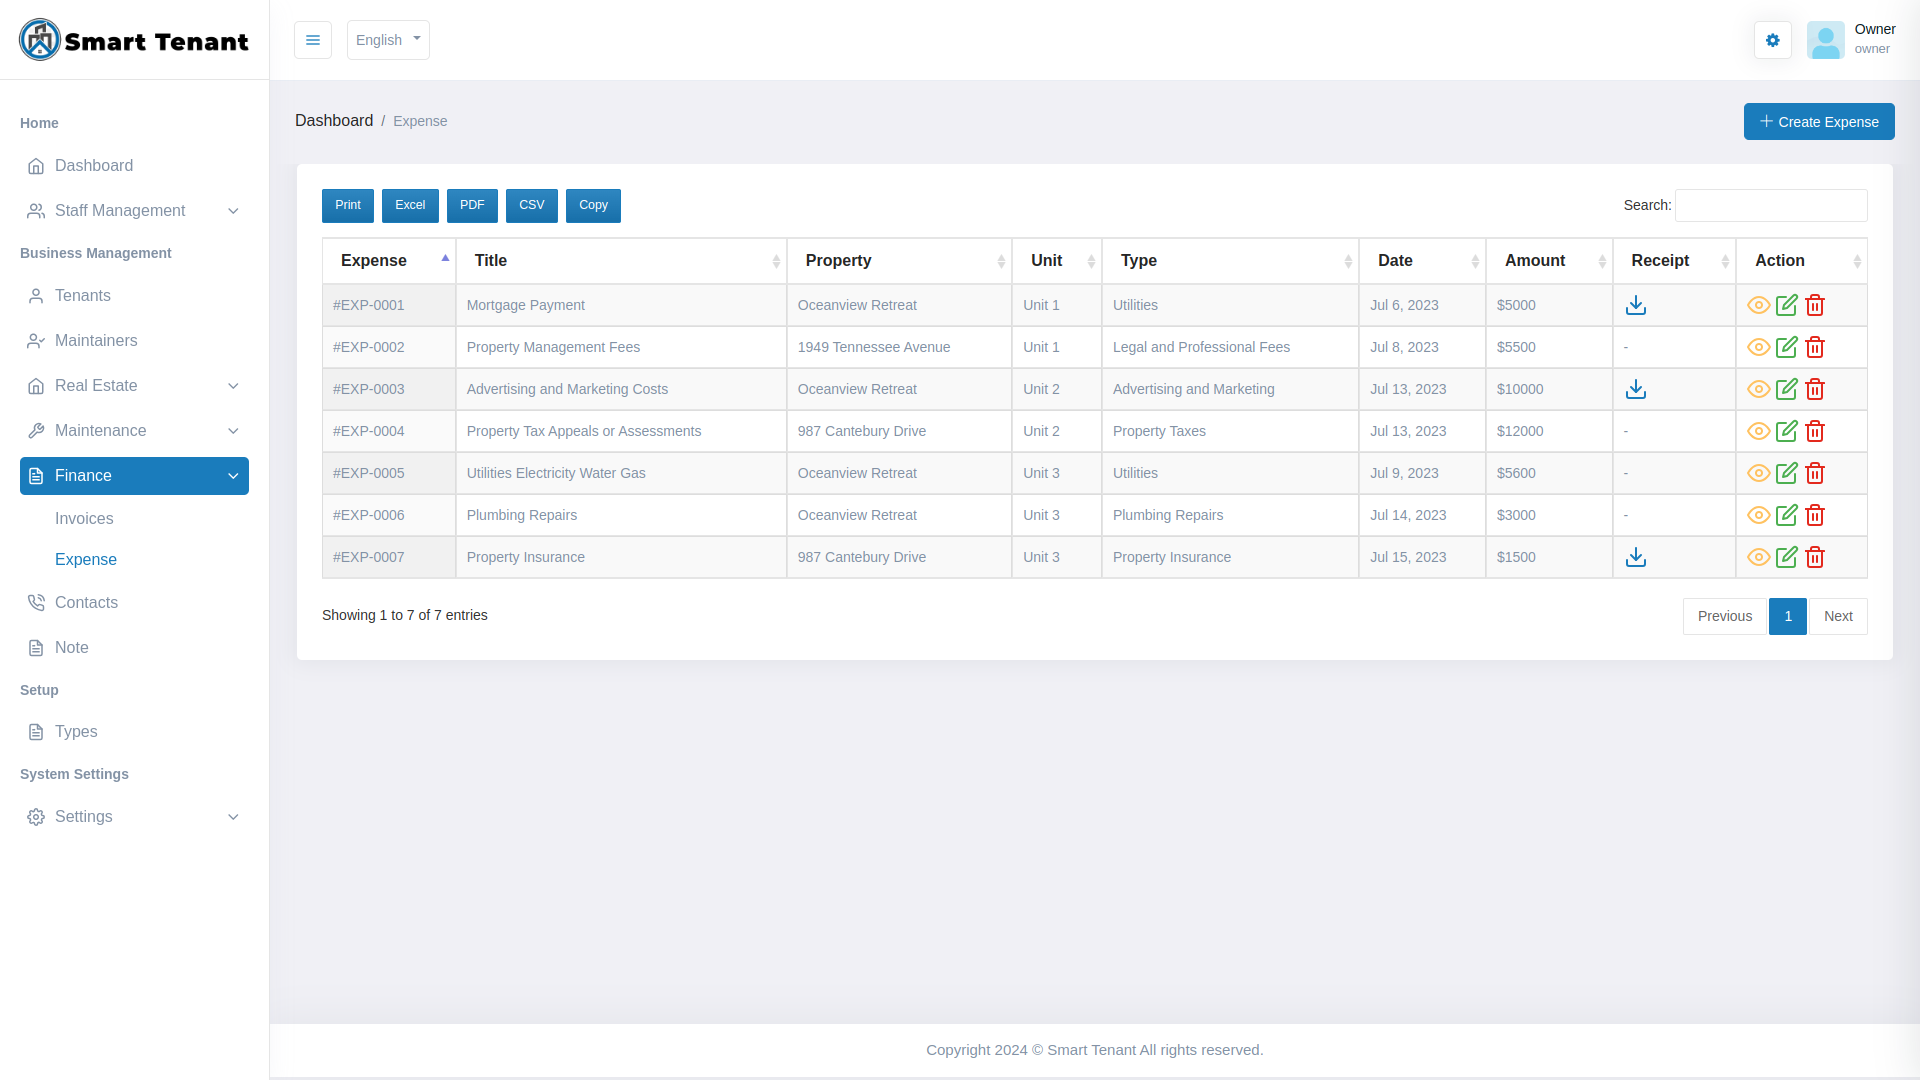 Smart Tenant
English
Owner
owner
Home
Dashboard
Staff Management
Business Management
Tenants
Maintainers
Real Estate
Maintenance
Finance
Invoices
Expense
Contacts
Note
Setup
Types
System Settings
Settings
Dashboard / Expense
Create Expense
Print Excel PDF CSV Copy
Search:
Expense Title Property Unit Type Date Amount Receipt Action
#EXP-0001 Mortgage Payment Oceanview Retreat Unit 1 Utilities Jul 6, 2023 $5000
#EXP-0002 Property Management Fees 1949 Tennessee Avenue Unit 1 Legal and Professional Fees Jul 8, 2023 $5500 -
#EXP-0003 Advertising and Marketing Costs Oceanview Retreat Unit 2 Advertising and Marketing Jul 13, 2023 $10000
#EXP-0004 Property Tax Appeals or Assessments 987 Cantebury Drive Unit 2 Property Taxes Jul 13, 2023 $12000 -
#EXP-0005 Utilities Electricity Water Gas Oceanview Retreat Unit 3 Utilities Jul 9, 2023 $5600 -
#EXP-0006 Plumbing Repairs Oceanview Retreat Unit 3 Plumbing Repairs Jul 14, 2023 $3000 -
#EXP-0007 Property Insurance 987 Cantebury Drive Unit 3 Property Insurance Jul 15, 2023 $1500
Showing 1 to 7 of 7 entries
Previous 1 Next
Copyright 2024 © Smart Tenant All rights reserved.